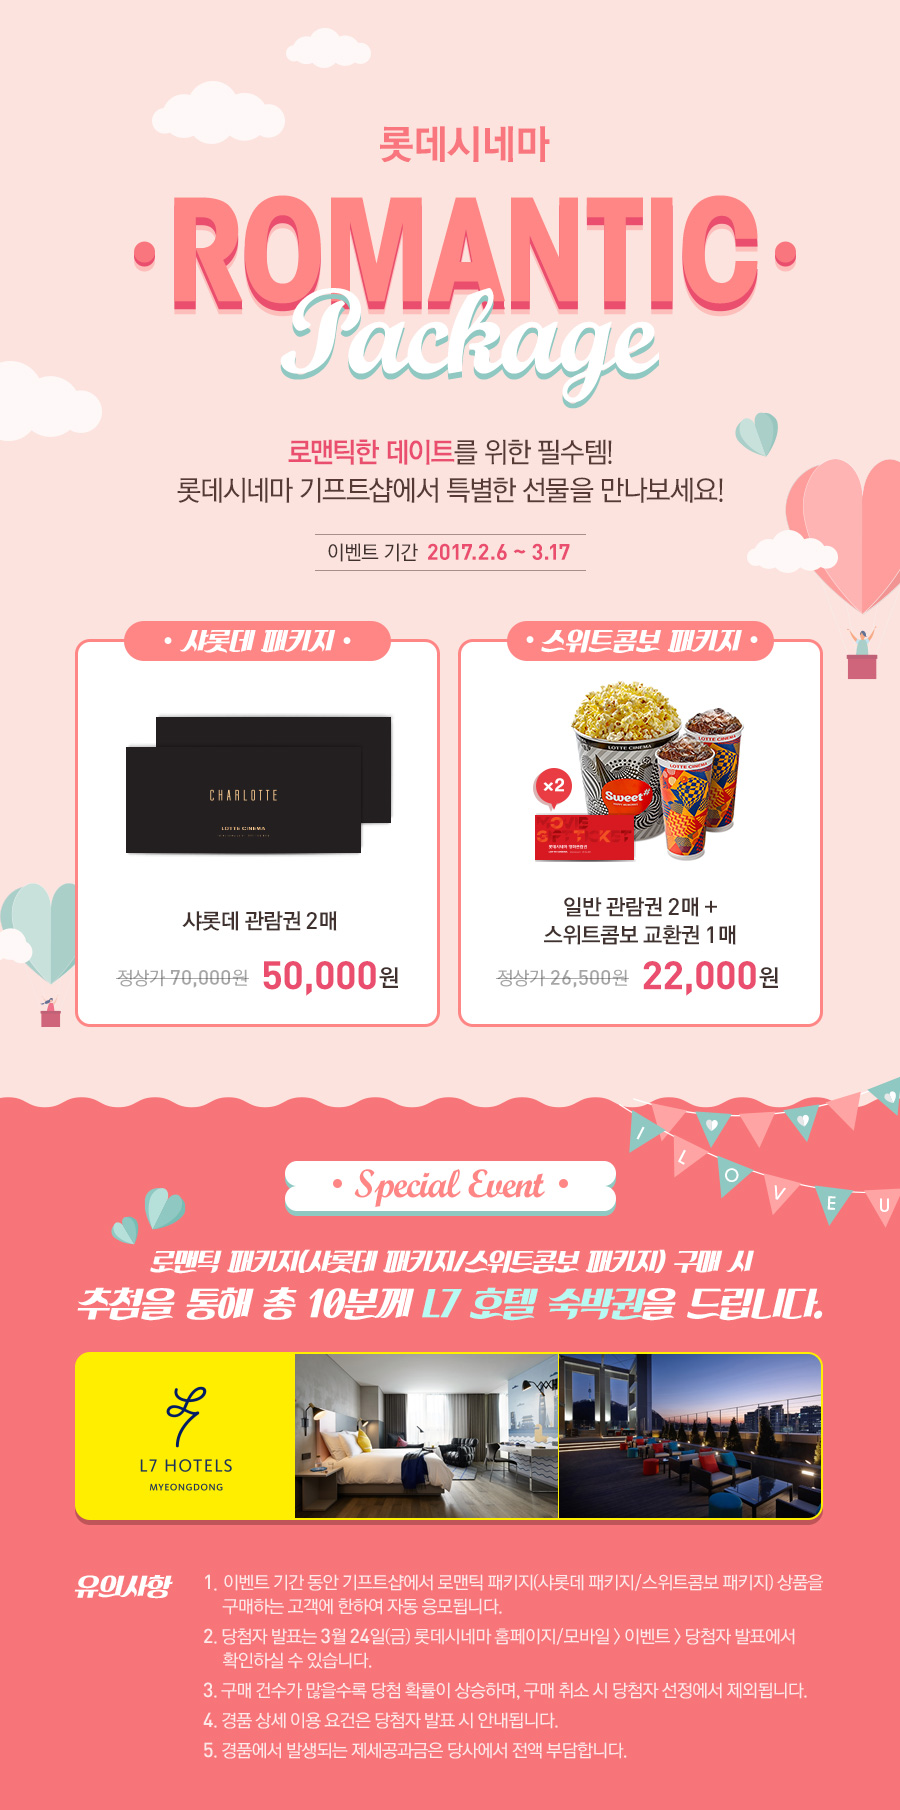 롯데시네마
ROMANTIC
Package
로맨틱한 데이트를 위한 필수템!
롯데시네마 기프트샵에서 특별한 선물을 만나보세요!
이벤트 기간 2017.2.6 ~ 3.17
샤롯데 패키지
CHARLOTTE
LOTTE CINEMA
샤롯데 관람권 2매
정상가 70,000원 50,000원
스위트콤보 패키지
LOTTE CINEMA
LOTTE CINEMA
LOTTE CINEMA
×2
Sweet
롯데시네마 영화관람권
일반 관람권 2매 +
스위트콤보 교환권 1매
정상가 26,500원 22,000원
I LOVE U
Special Event
로맨틱 패키지(샤롯데 패키지/스위트콤보 패키지) 구매 시
추첨을 통해 총 10분께 L7 호텔 숙박권을 드립니다.
L7 HOTELS
MYEONGDONG
유의사항
1. 이벤트 기간 동안 기프트샵에서 로맨틱 패키지(샤롯데 패키지/스위트콤보 패키지) 상품을
구매하는 고객에 한하여 자동 응모됩니다.
2. 당첨자 발표는 3월 24일(금) 롯데시네마 홈페이지/모바일 > 이벤트 > 당첨자 발표에서
확인하실 수 있습니다.
3. 구매 건수가 많을수록 당첨 확률이 상승하며, 구매 취소 시 당첨자 선정에서 제외됩니다.
4. 경품 상세 이용 요건은 당첨자 발표 시 안내됩니다.
5. 경품에서 발생되는 제세공과금은 당사에서 전액 부담합니다.